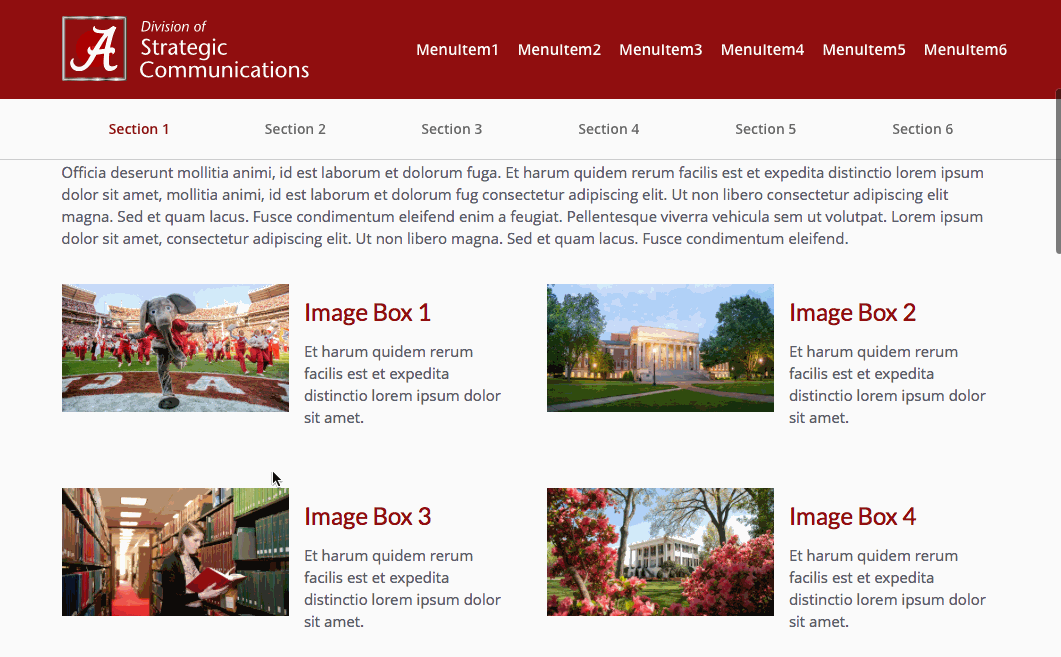 A
Division of
Strategic
Communications
MenuItem1 MenuItem2 MenuItem3 MenuItem4 MenuItem5 MenuItem6
Section 1 Section 2 Section 3 Section 4 Section 5 Section 6
Officia deserunt mollitia animi, id est laborum et dolorum fuga. Et harum quidem rerum facilis est et expedita distinctio lorem ipsum
dolor sit amet, mollitia animi, id est laborum et dolorum fug consectetur adipiscing elit. Ut non libero consectetur adipiscing elit
magna. Sed et quam lacus. Fusce condimentum eleifend enim a feugiat. Pellentesque viverra vehicula sem ut volutpat. Lorem ipsum
dolor sit amet, consectetur adipiscing elit. Ut non libero magna. Sed et quam lacus. Fusce condimentum eleifend.
Image Box 1
Et harum quidem rerum
facilis est et expedita
distinctio lorem ipsum dolor
sit amet.
Image Box 2
Et harum quidem rerum
facilis est et expedita
distinctio lorem ipsum dolor
sit amet.
Image Box 3
Et harum quidem rerum
facilis est et expedita
distinctio lorem ipsum dolor
sit amet.
Image Box 4
Et harum quidem rerum
facilis est et expedita
distinctio lorem ipsum dolor
sit amet.